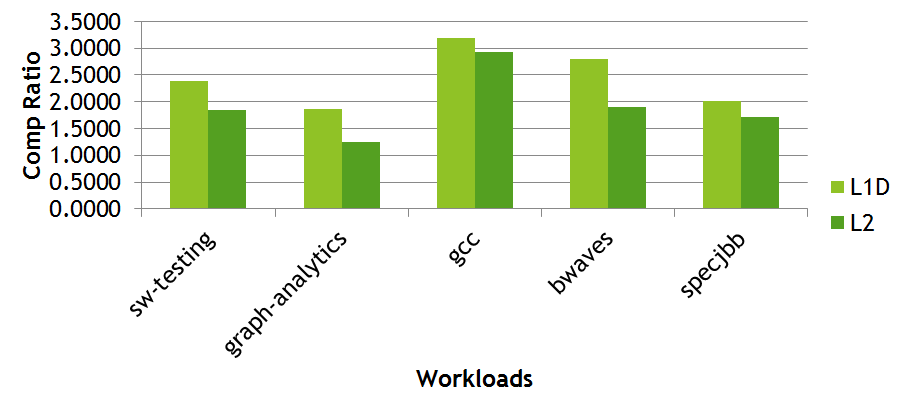 3.5000
3.0000
2.5000
2.0000
1.5000
1.0000
0.5000
0.0000
Comp Ratio
sw-testing
graph-analytics
gcc
bwaves
specjbb
Workloads
L1D
L2